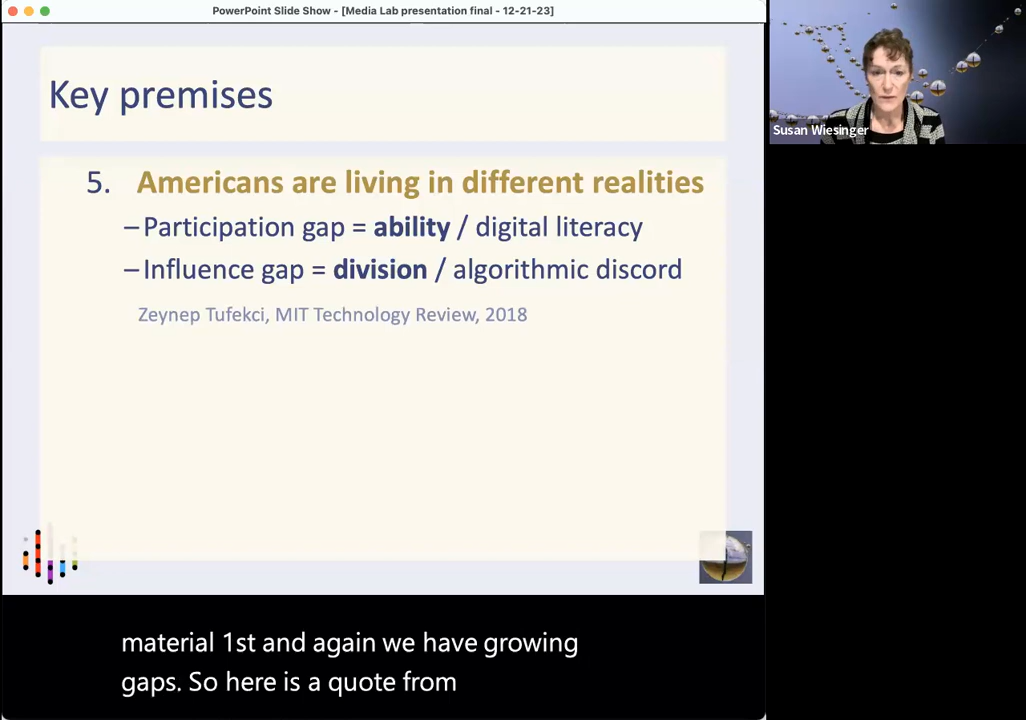 PowerPoint Slide Show - [Media Lab presentation final - 12-21-23]
Key premises
5. Americans are living in different realities
–Participation gap = ability / digital literacy
–Influence gap = division / algorithmic discord
Zeynep Tufekci, MIT Technology Review, 2018
Susan Wiesinger
material 1st and again we have growing
gaps. So here is a quote from